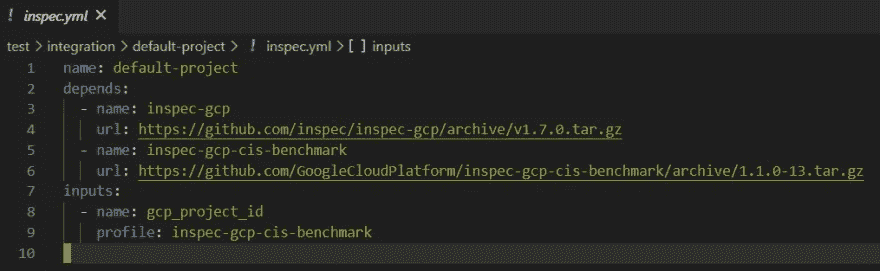 ! inspec.yml ×
test > integration > default-project > ! inspec.yml > [ ] inputs
1 name: default-project
2 depends:
3 - name: inspec-gcp
4 url: https://github.com/inspec/inspec-gcp/archive/v1.7.0.tar.gz
5 - name: inspec-gcp-cis-benchmark
6 url: https://github.com/GoogleCloudPlatform/inspec-gcp-cis-benchmark/archive/1.1.0-13.tar.gz
7 inputs:
8 - name: gcp_project_id
9 profile: inspec-gcp-cis-benchmark
10